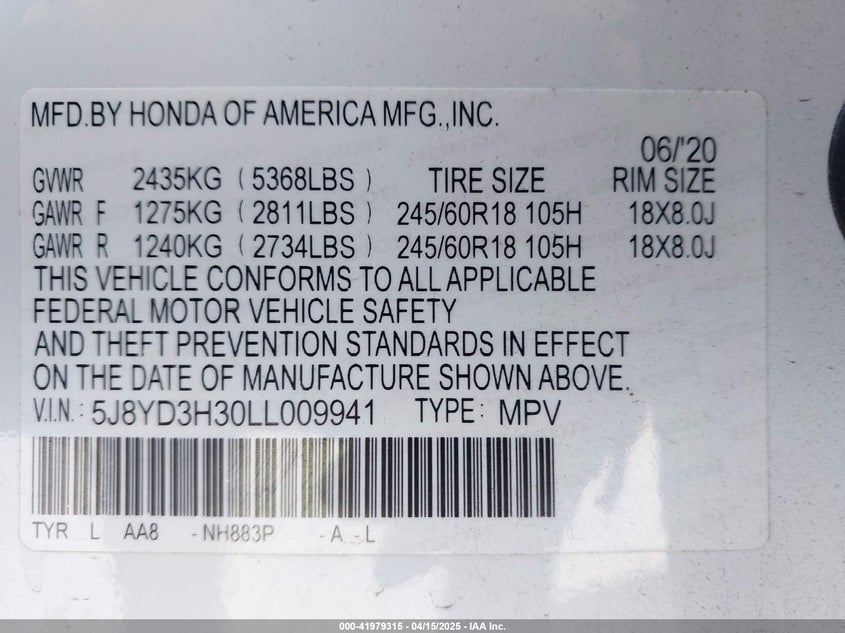 MFD.BY HONDA OF AMERICA MFG.,INC.
06/'20
GVWR 2435KG (5368LBS) TIRE SIZE RIM SIZE
GAWR F 1275KG (2811LBS) 245/60R18 105H 18X8.0J
GAWR R 1240KG (2734LBS) 245/60R18 105H 18X8.0J
THIS VEHICLE CONFORMS TO ALL APPLICABLE
FEDERAL MOTOR VEHICLE SAFETY
AND THEFT PREVENTION STANDARDS IN EFFECT
ON THE DATE OF MANUFACTURE SHOWN ABOVE.
V.I.N.: 5J8YD3H30LL009941 TYPE: MPV
TYR L AA8 -NH883P -A -L
000-41979315 - 04/15/2025 - IAA Inc.